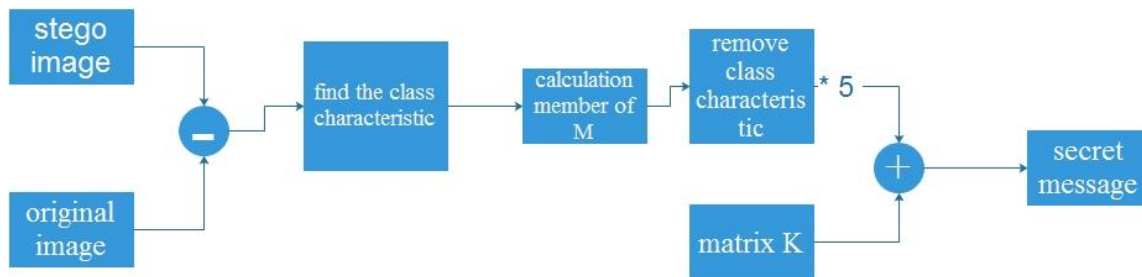 stego
image
original
image
−
find the class
characteristic
calculation
member of
M
remove
class
characteris
tic
* 5
matrix K
+
secret
message